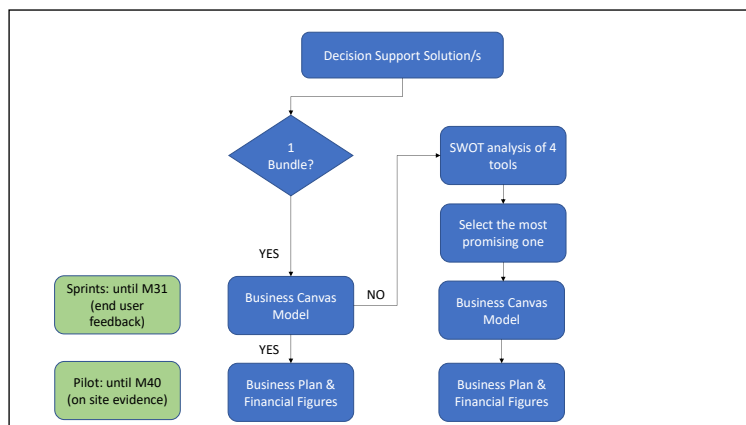 Decision Support Solution/s
1
Bundle?
SWOT analysis of 4
tools
Select the most
promising one
YES
Sprints: until M31
(end user
feedback)
Business Canvas
Model
NO
Business Canvas
Model
YES
Pilot: until M40
(on site evidence)
Business Plan &
Financial Figures
Business Plan &
Financial Figures